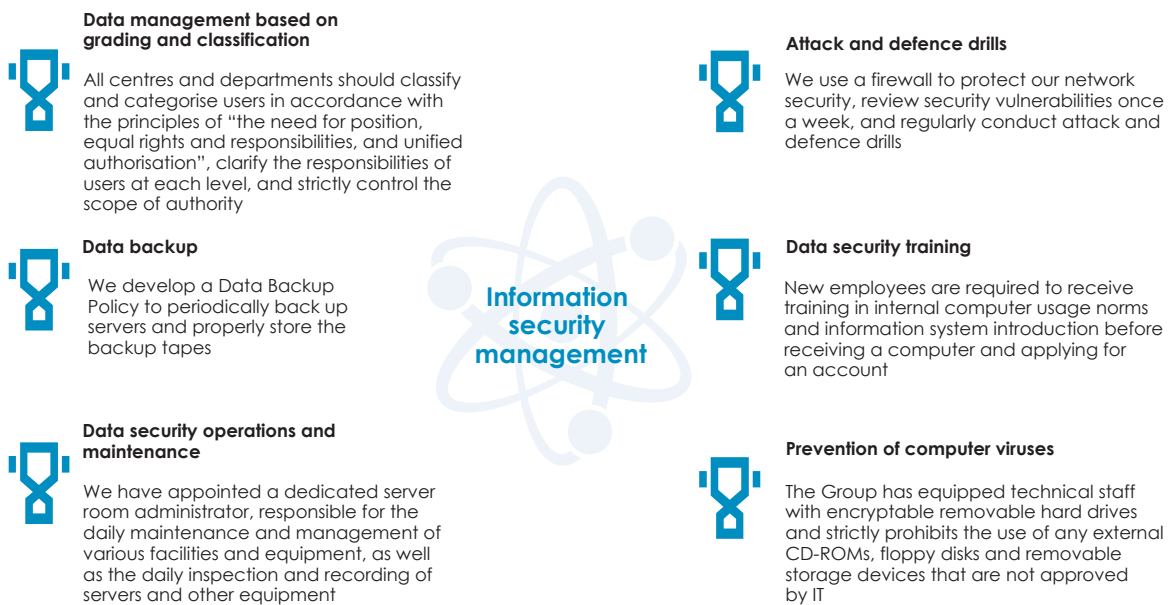 Data management based on
grading and classification
All centres and departments should classify
and categorise users in accordance with
the principles of “the need for position,
equal rights and responsibilities, and unified
authorisation”, clarify the responsibilities of
users at each level, and strictly control the
scope of authority
Data backup
We develop a Data Backup
Policy to periodically back up
servers and properly store the
backup tapes
Data security operations and
maintenance
We have appointed a dedicated server
room administrator, responsible for the
daily maintenance and management of
various facilities and equipment, as well
as the daily inspection and recording of
servers and other equipment
Information
security
management
Attack and defence drills
We use a firewall to protect our network
security, review security vulnerabilities once
a week, and regularly conduct attack and
defence drills
Data security training
New employees are required to receive
training in internal computer usage norms
and information system introduction before
receiving a computer and applying for
an account
Prevention of computer viruses
The Group has equipped technical staff
with encryptable removable hard drives
and strictly prohibits the use of any external
CD-ROMs, floppy disks and removable
storage devices that are not approved
by IT